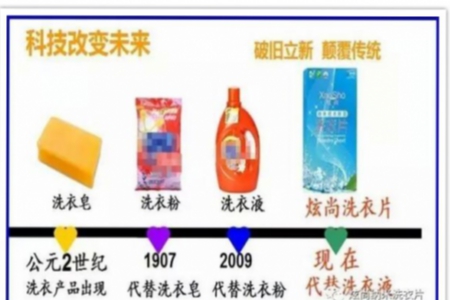 科技改变未来
破旧立新 颠覆传统
洗衣皂
洗衣粉
洗衣液
炫尚洗衣片
公元2世纪
洗衣产品出现
1907
代替洗衣皂
2009
代替洗衣粉
现在
代替洗衣液